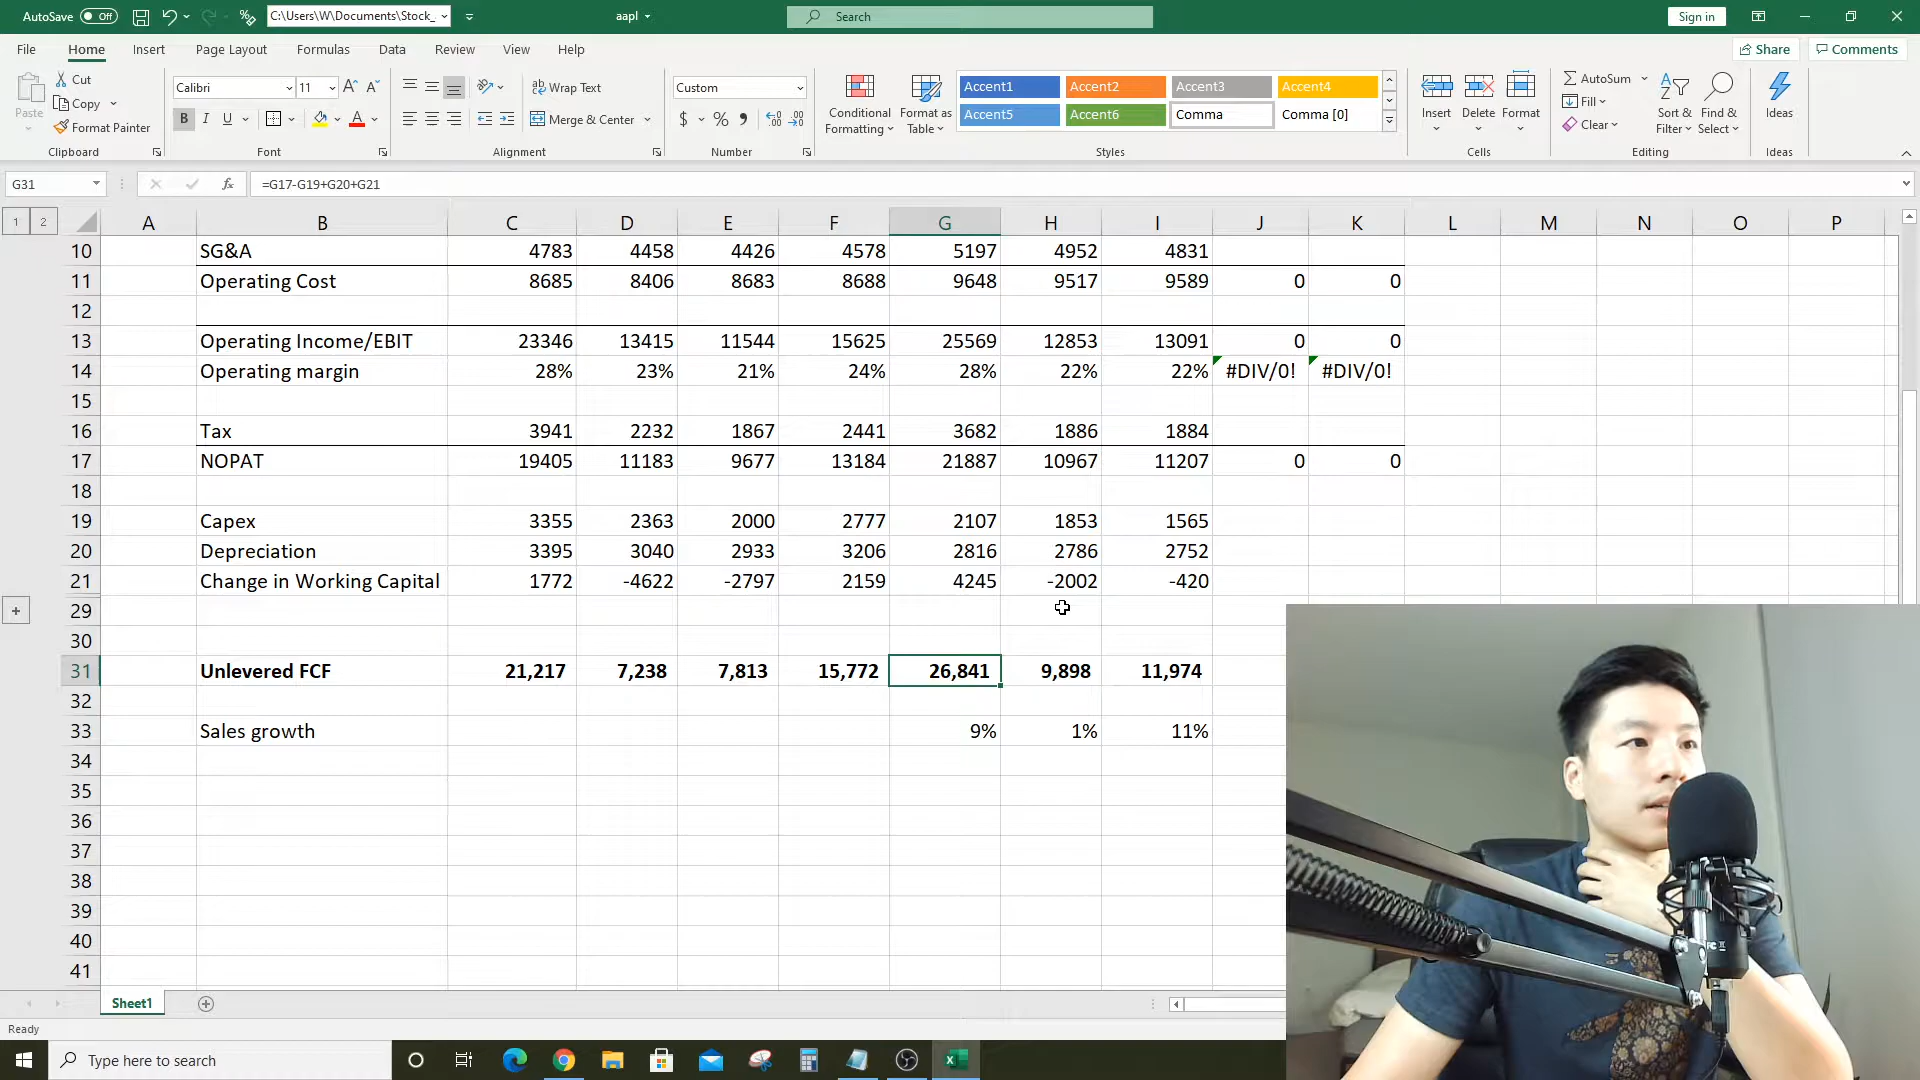 AutoSave Off C:\Users\W\Documents\Stock_ aapl Search Sign in
File Home Insert Page Layout Formulas Data Review View Help Share Comments
Paste Cut Copy Format Painter Clipboard
Calibri 11 B I U A Font
Wrap Text Merge & Center Alignment
Custom $ % Number
Conditional Formatting Format as Table
Accent1 Accent2 Accent3 Accent4
Accent5 Accent6 Comma Comma [0]
Styles
Insert Delete Format Cells
AutoSum Fill Clear Sort & Filter Find & Select Editing
Ideas Ideas
G31 fx =G17-G19+G20+G21
1 2 A B C D E F G H I J K L M N O P
10 SG&A 4783 4458 4426 4578 5197 4952 4831
11 Operating Cost 8685 8406 8683 8688 9648 9517 9589 0 0
12
13 Operating Income/EBIT 23346 13415 11544 15625 25569 12853 13091 0 0
14 Operating margin 28% 23% 21% 24% 28% 22% 22% #DIV/0! #DIV/0!
15
16 Tax 3941 2232 1867 2441 3682 1886 1884
17 NOPAT 19405 11183 9677 13184 21887 10967 11207 0 0
18
19 Capex 3355 2363 2000 2777 2107 1853 1565
20 Depreciation 3395 3040 2933 3206 2816 2786 2752
21 Change in Working Capital 1772 -4622 -2797 2159 4245 -2002 -420
29
30
31 Unlevered FCF 21,217 7,238 7,813 15,772 26,841 9,898 11,974
32
33 Sales growth 9% 1% 11%
34
35
36
37
38
39
40
41
Sheet1
Ready
Type here to search